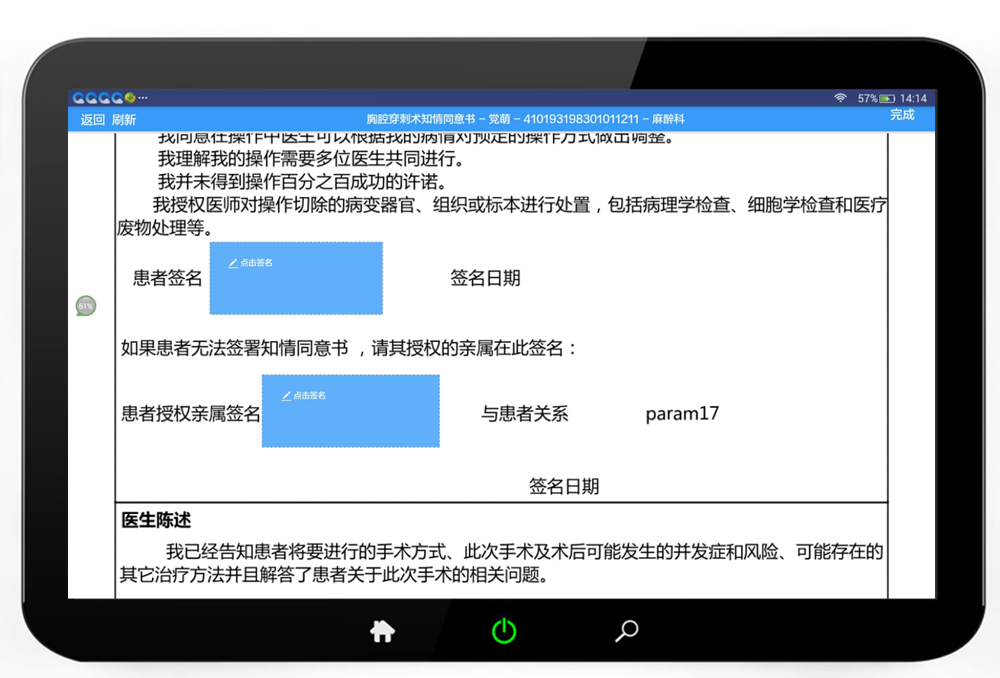 57% 14:14
返回 刷新 胸腔穿刺术知情同意书 – 党萌 – 410193198301011211 – 麻醉科 完成
我同意在操作中医生可以根据我的病情对预定的操作方式做出调整。
我理解我的操作需要多位医生共同进行。
我并未得到操作百分之百成功的许诺。
我授权医师对操作切除的病变器官、组织或标本进行处置，包括病理学检查、细胞学检查和医疗
废物处理等。
点击签名
患者签名 签名日期
61%
如果患者无法签署知情同意书 ，请其授权的亲属在此签名：
点击签名
患者授权亲属签名 与患者关系 param17
签名日期
医生陈述
我已经告知患者将要进行的手术方式、此次手术及术后可能发生的并发症和风险、可能存在的
其它治疗方法并且解答了患者关于此次手术的相关问题。